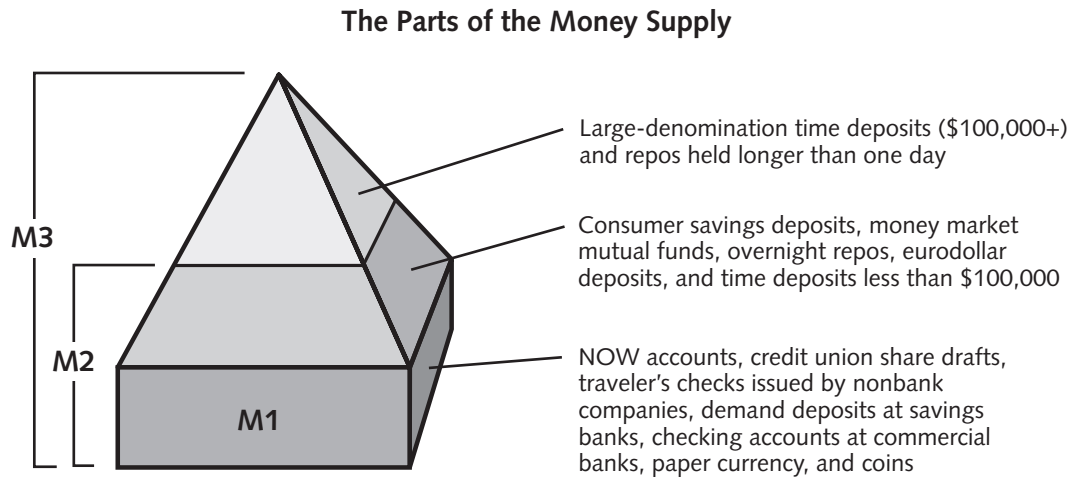 The Parts of the Money Supply
Large-denomination time deposits ($100,000+)
and repos held longer than one day
M3
Consumer savings deposits, money market
mutual funds, overnight repos, eurodollar
deposits, and time deposits less than $100,000
M2
NOW accounts, credit union share drafts,
traveler’s checks issued by nonbank
companies, demand deposits at savings
banks, checking accounts at commercial
banks, paper currency, and coins
M1